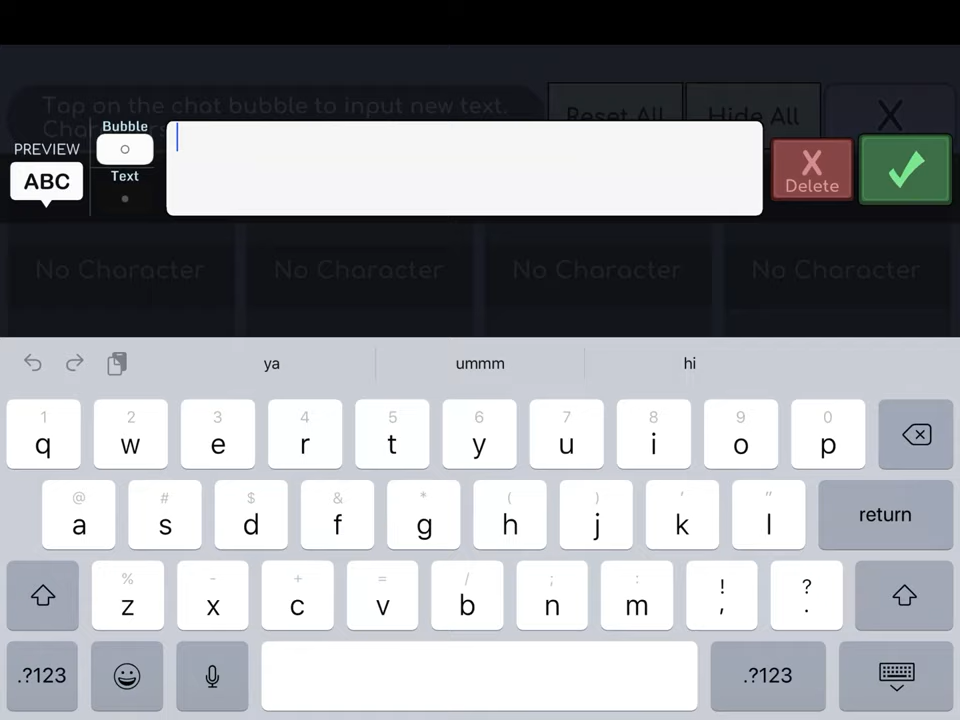 Tap on the chat bubble to input new text.
Reset All
Hide All
X
Bubble
PREVIEW
ABC
Text
X
Delete
No Character
No Character
No Character
No Character
ya
ummm
hi
1 2 3 4 5 6 7 8 9 0
q w e r t y u i o p
@ # $ & * ( ) ' "
a s d f g h j k l
return
% - + = / ; : ! ?
z x c v b n m , .
.?123
.?123